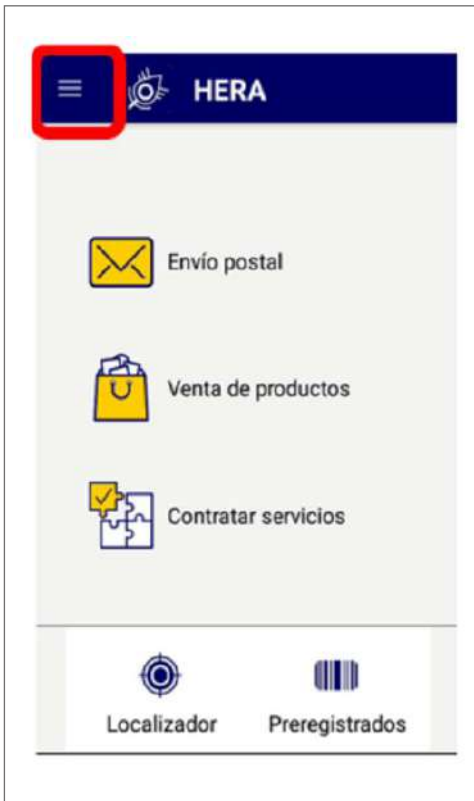 HERA
Envío postal
Venta de productos
Contratar servicios
Localizador Preregistrados